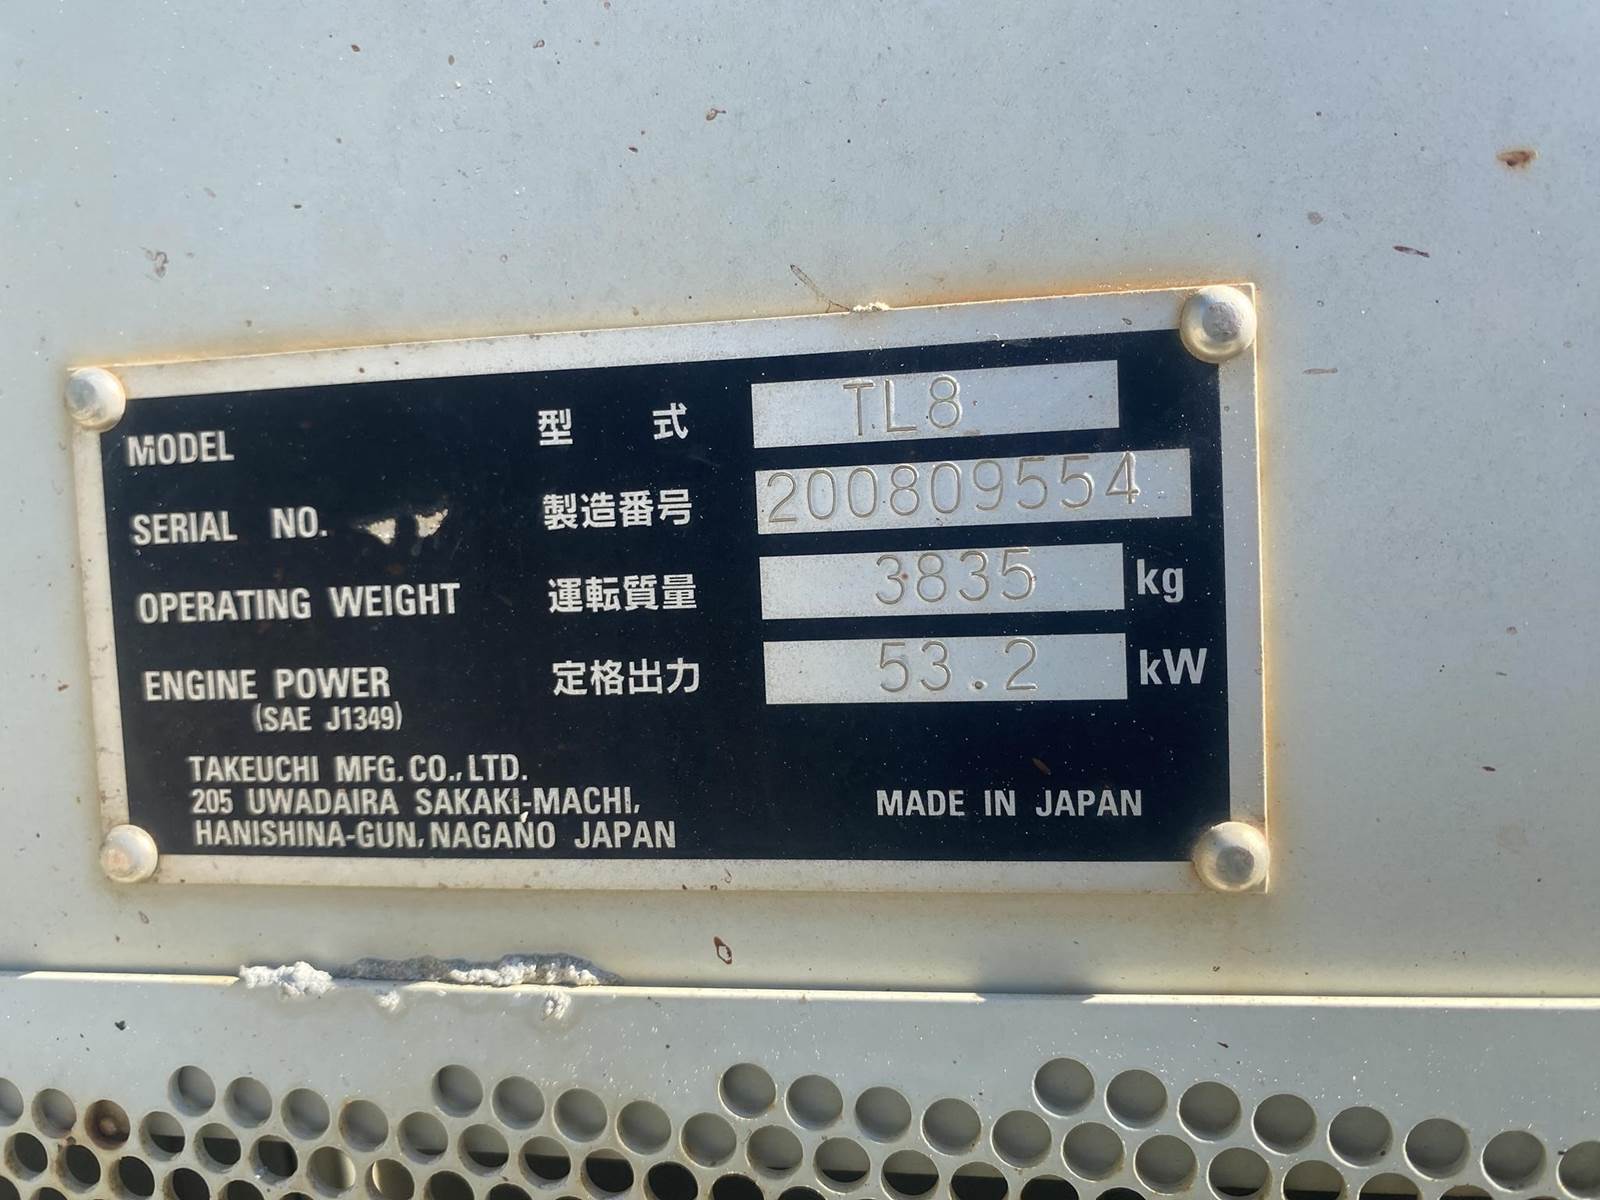 MODEL 型 式 TL8
SERIAL NO. 製造番号 200809554
OPERATING WEIGHT 運転質量 3835 kg
ENGINE POWER 定格出力 53.2 kW
(SAE J1349)
TAKEUCHI MFG. CO., LTD.
205 UWADAIRA SAKAKI-MACHI,
HANISHINA-GUN, NAGANO JAPAN
MADE IN JAPAN